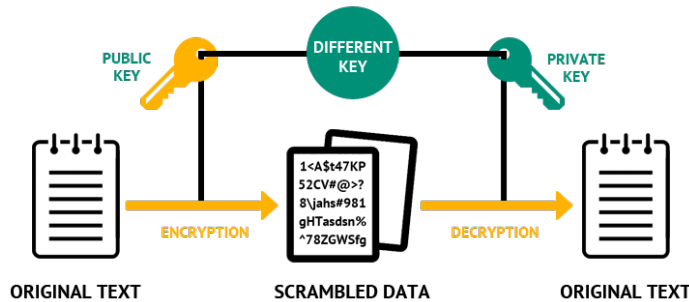 DIFFERENT
KEY
PUBLIC
KEY
PRIVATE
KEY
1<A$t47KP
52CV#@>?
8\jahs#981
gHTasdsn%
^78ZGWSfg
ENCRYPTION
DECRYPTION
ORIGINAL TEXT
SCRAMBLED DATA
ORIGINAL TEXT